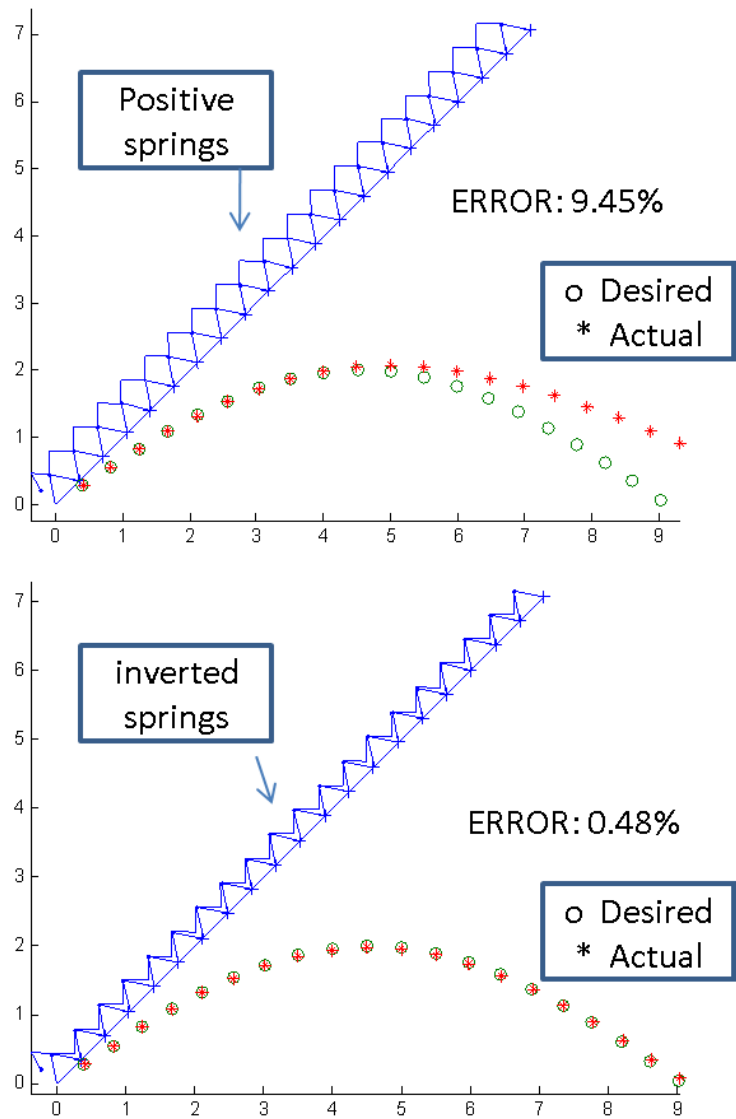 7
6
5
4
3
2
1
0
Positive
springs
ERROR: 9.45%
o Desired
* Actual
0 1 2 3 4 5 6 7 8 9
7
6
5
4
3
2
1
0
inverted
springs
ERROR: 0.48%
o Desired
* Actual
0 1 2 3 4 5 6 7 8 9